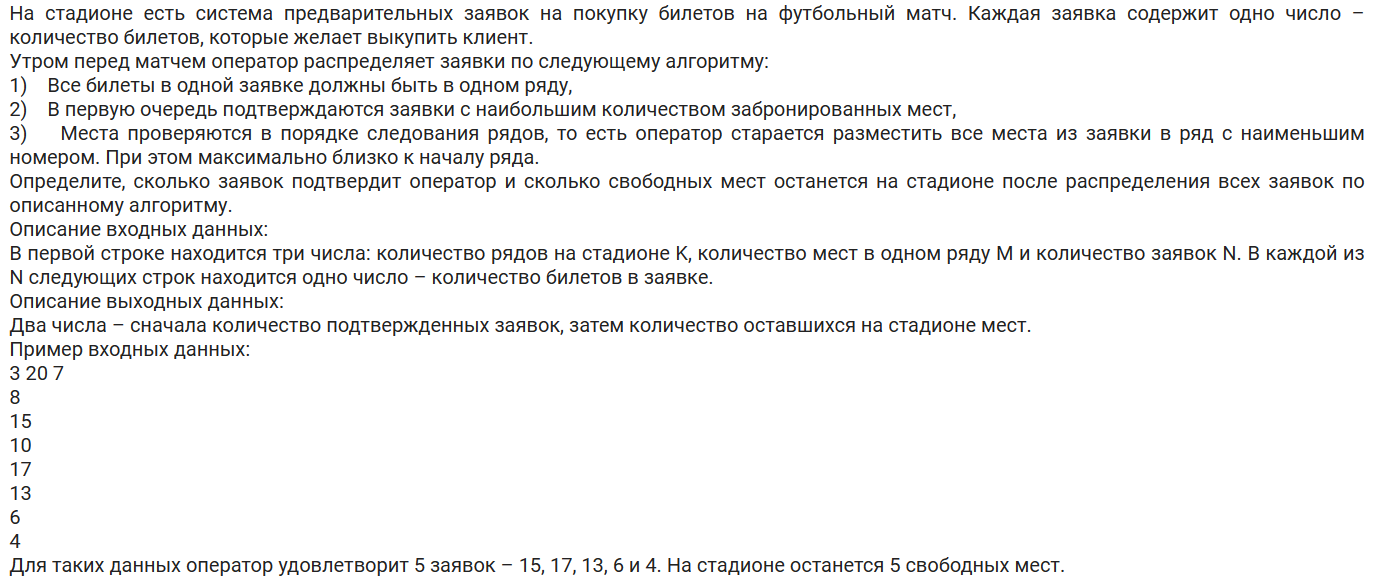 На стадионе есть система предварительных заявок на покупку билетов на футбольный матч. Каждая заявка содержит одно число –
количество билетов, которые желает выкупить клиент.
Утром перед матчем оператор распределяет заявки по следующему алгоритму:
1) Все билеты в одной заявке должны быть в одном ряду,
2) В первую очередь подтверждаются заявки с наибольшим количеством забронированных мест,
3) Места проверяются в порядке следования рядов, то есть оператор старается разместить все места из заявки в ряд с наименьшим
номером. При этом максимально близко к началу ряда.
Определите, сколько заявок подтвердит оператор и сколько свободных мест останется на стадионе после распределения всех заявок по
описанному алгоритму.
Описание входных данных:
В первой строке находится три числа: количество рядов на стадионе K, количество мест в одном ряду M и количество заявок N. В каждой из
N следующих строк находится одно число – количество билетов в заявке.
Описание выходных данных:
Два числа – сначала количество подтвержденных заявок, затем количество оставшихся на стадионе мест.
Пример входных данных:
3 20 7
8
15
10
17
13
6
4
Для таких данных оператор удовлетворит 5 заявок – 15, 17, 13, 6 и 4. На стадионе останется 5 свободных мест.